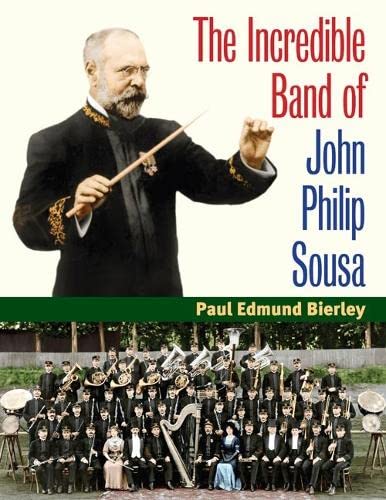 The Incredible
Band of
John
Philip
Sousa
Paul Edmund Bierley